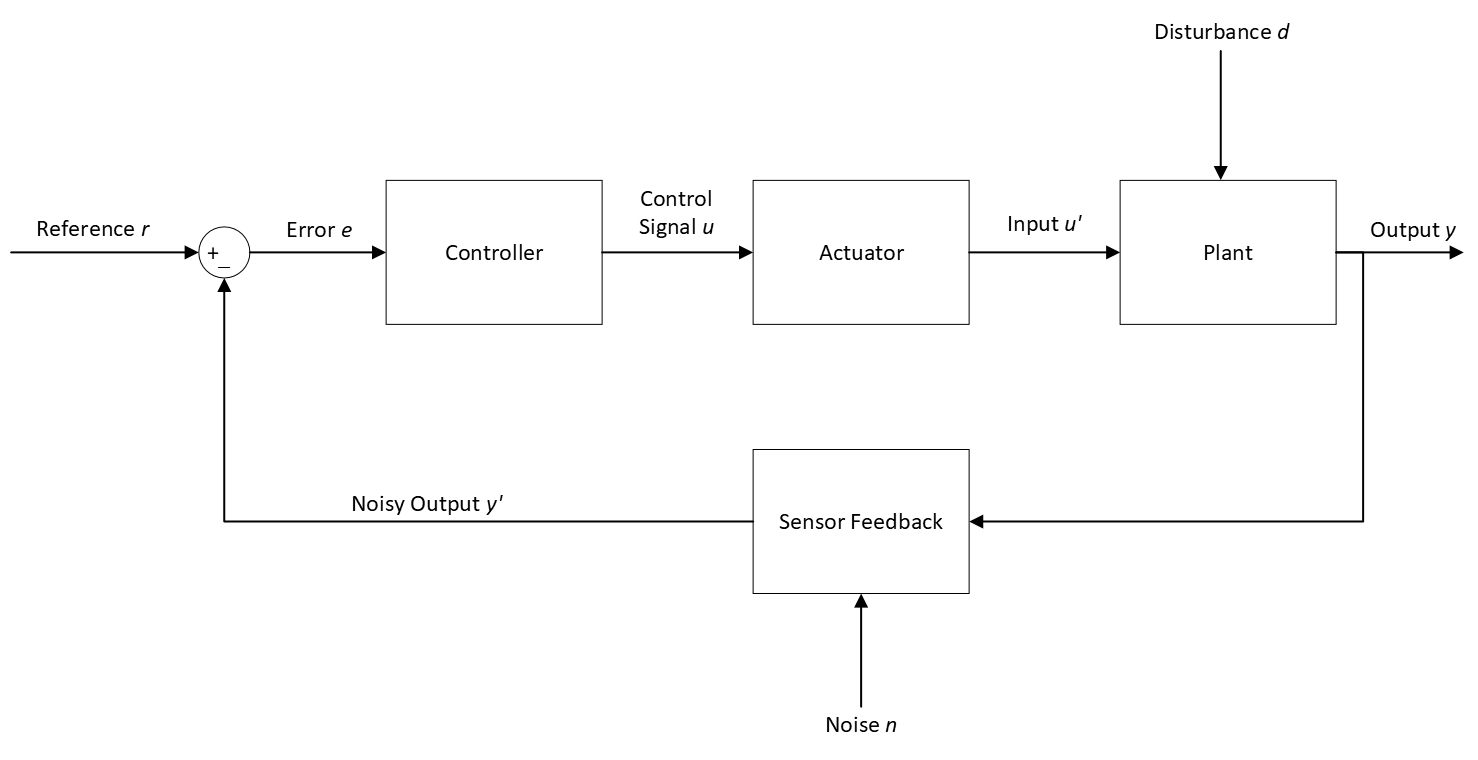 Disturbance d
Control
Signal u
Reference r
Error e
Input u'
Output y
+
_
Controller
Actuator
Plant
Noisy Output y'
Sensor Feedback
Noise n